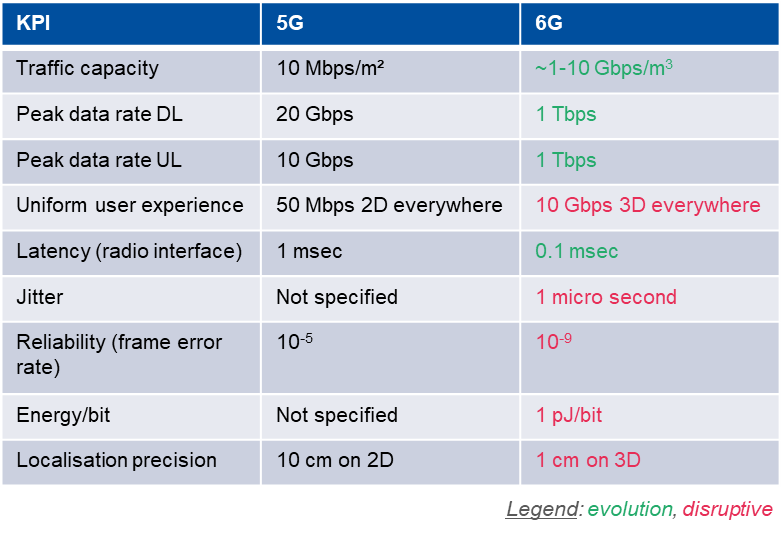 KPI 5G 6G
Traffic capacity 10 Mbps/m² ~1-10 Gbps/m³
Peak data rate DL 20 Gbps 1 Tbps
Peak data rate UL 10 Gbps 1 Tbps
Uniform user experience 50 Mbps 2D everywhere 10 Gbps 3D everywhere
Latency (radio interface) 1 msec 0.1 msec
Jitter Not specified 1 micro second
Reliability (frame error 10⁻⁵ 10⁻⁹
rate)
Energy/bit Not specified 1 pJ/bit
Localisation precision 10 cm on 2D 1 cm on 3D
Legend: evolution, disruptive